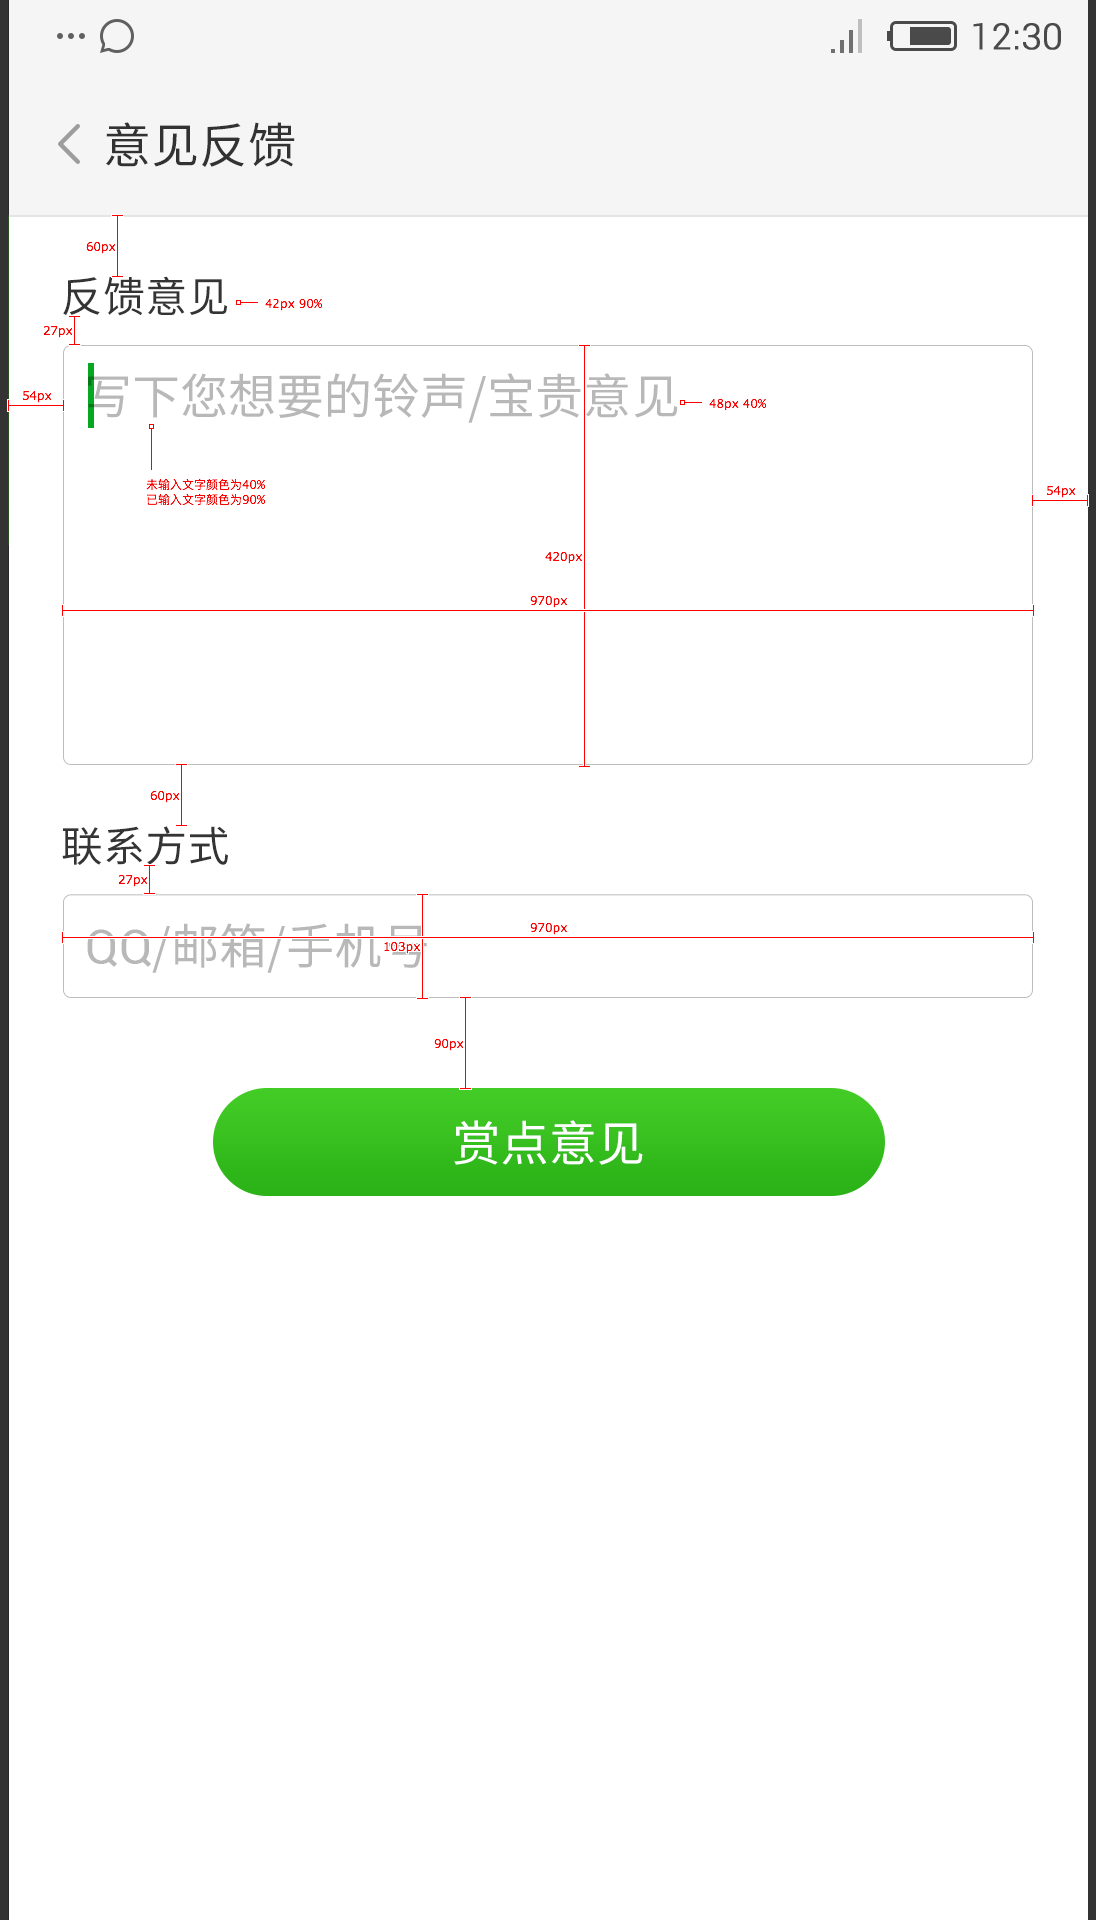 12:30
意见反馈
60px
反馈意见
42px 90%
27px
写下您想要的铃声/宝贵意见
48px 40%
54px
未输入文字颜色为40%
已输入文字颜色为90%
54px
420px
970px
60px
联系方式
27px
QQ/邮箱/手机号
970px
103px
90px
赏点意见